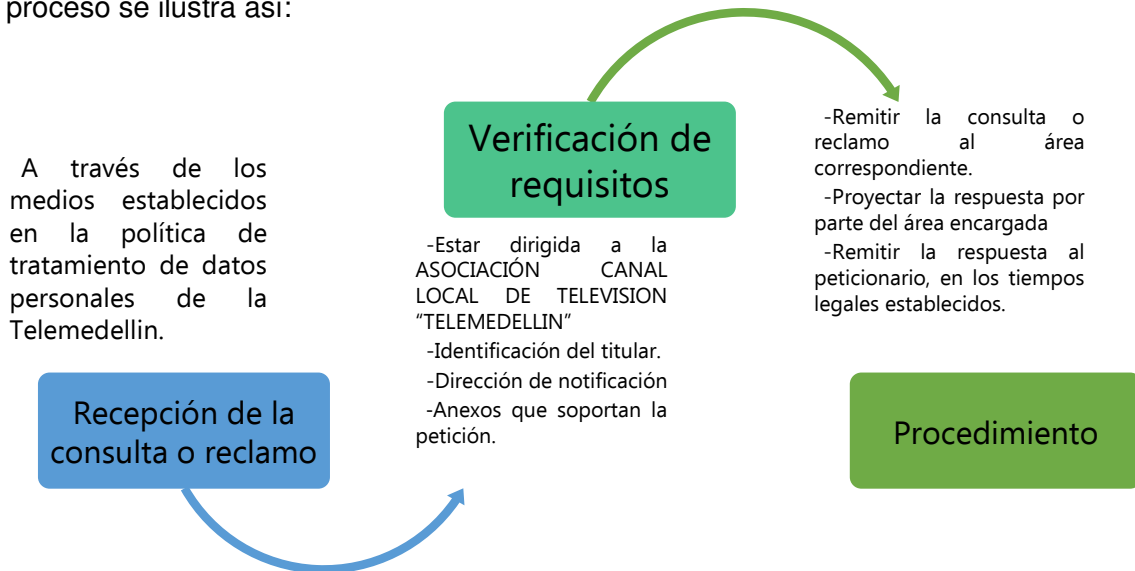 proceso se ilustra así:
A través de los
medios establecidos
en la política de
tratamiento de datos
personales de la
Telemedellin.
Recepción de la
consulta o reclamo
Verificación de
requisitos
-Estar dirigida a la
ASOCIACIÓN CANAL
LOCAL DE TELEVISION
“TELEMEDELLIN”
-Identificación del titular.
-Dirección de notificación
-Anexos que soportan la
petición.
-Remitir la consulta o
reclamo al área
correspondiente.
-Proyectar la respuesta por
parte del área encargada
-Remitir la respuesta al
peticionario, en los tiempos
legales establecidos.
Procedimiento